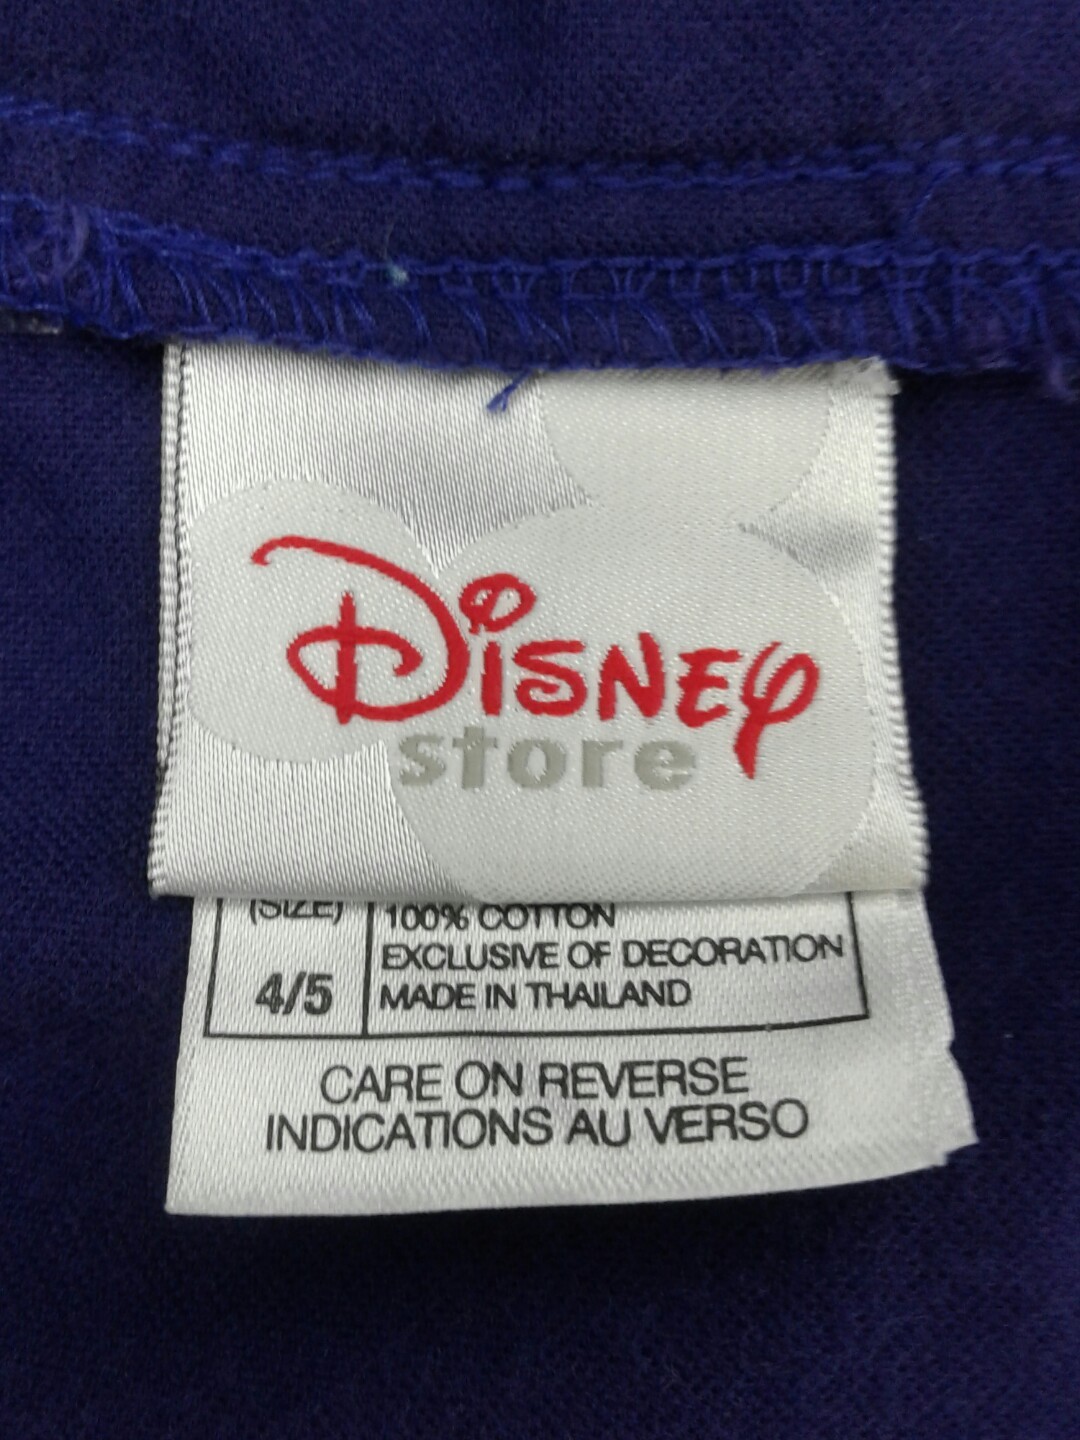 Disney
store
(SIZE)
100% COTTON
EXCLUSIVE OF DECORATION
4/5
MADE IN THAILAND
CARE ON REVERSE
INDICATIONS AU VERSO